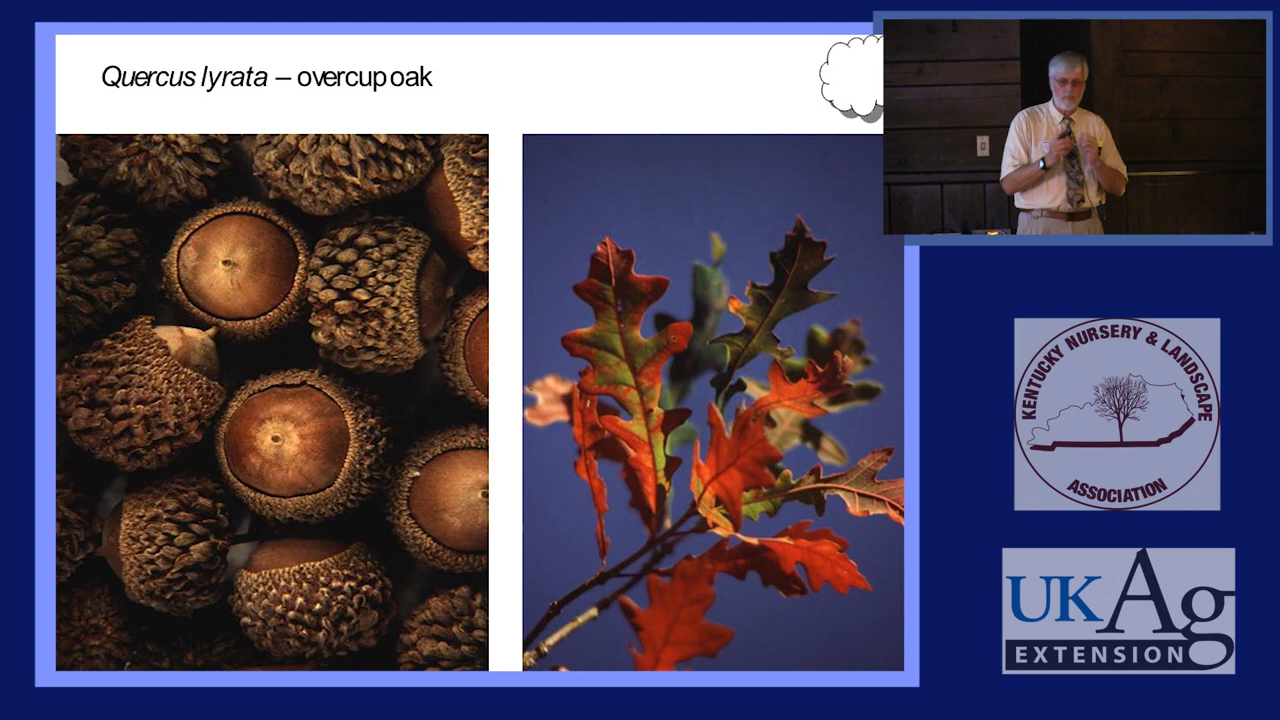 Quercus lyrata – overcup oak
KENTUCKY NURSERY & LANDSCAPE
ASSOCIATION
UKAg
EXTENSION